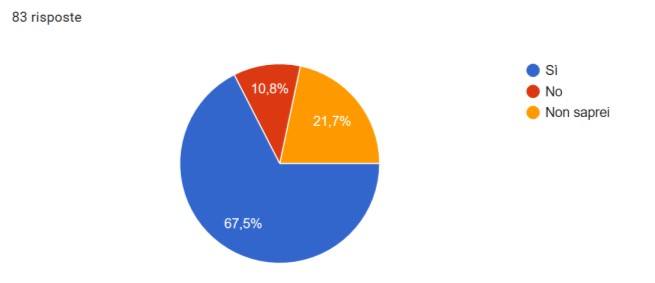 83 risposte
Sì
No
Non saprei
10,8%
21,7%
67,5%